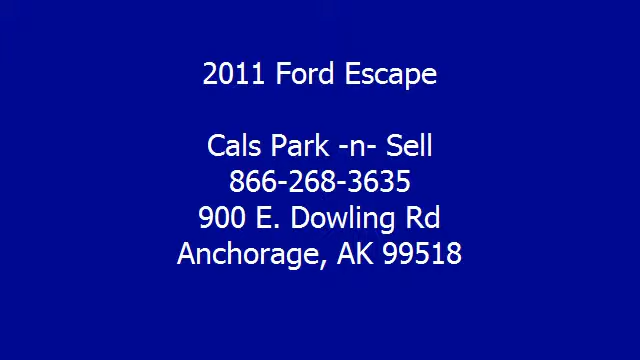 2011 Ford Escape
Cals Park -n- Sell
866-268-3635
900 E. Dowling Rd
Anchorage, AK 99518